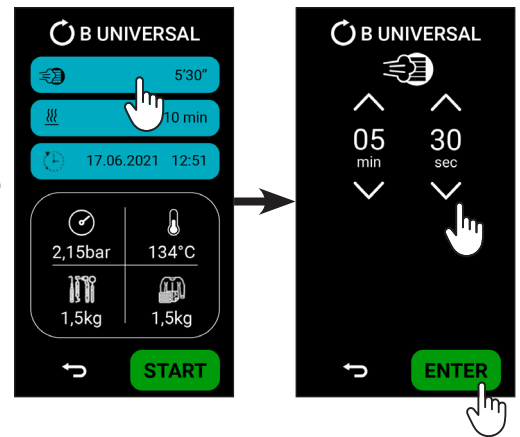 B UNIVERSAL
5'30"
10 min
17.06.2021 12:51
2,15bar 134°C
1,5kg 1,5kg
START
B UNIVERSAL
05 30
min sec
ENTER